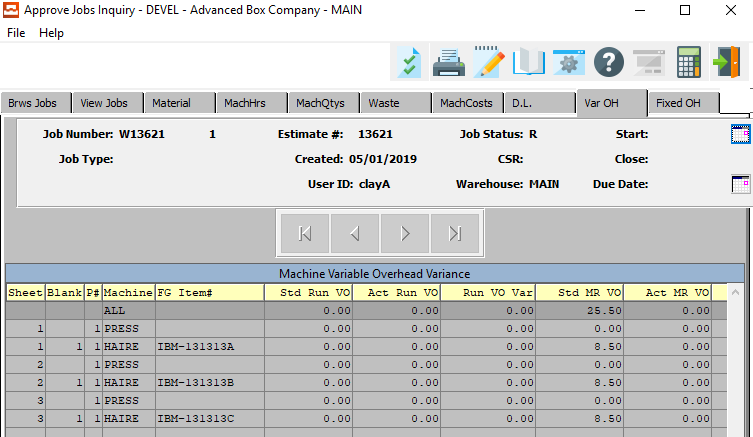 Approve Jobs Inquiry - DEVEL - Advanced Box Company - MAIN
File Help
Brws Jobs View Jobs Material MachHrs MachQtys Waste MachCosts D.L. Var OH Fixed OH
Job Number: W13621 1 Estimate #: 13621 Job Status: R Start:
Job Type: Created: 05/01/2019 CSR: Close:
User ID: clayA Warehouse: MAIN Due Date:
Machine Variable Overhead Variance
Sheet Blank P# Machine FG Item# Std Run VO Act Run VO Run VO Var Std MR VO Act MR VO
ALL 0.00 0.00 0.00 25.50 0.00
1 1 PRESS 0.00 0.00 0.00 0.00 0.00
1 1 1 HAIRE IBM-131313A 0.00 0.00 0.00 8.50 0.00
2 1 PRESS 0.00 0.00 0.00 0.00 0.00
2 1 1 HAIRE IBM-131313B 0.00 0.00 0.00 8.50 0.00
3 1 PRESS 0.00 0.00 0.00 0.00 0.00
3 1 1 HAIRE IBM-131313C 0.00 0.00 0.00 8.50 0.00